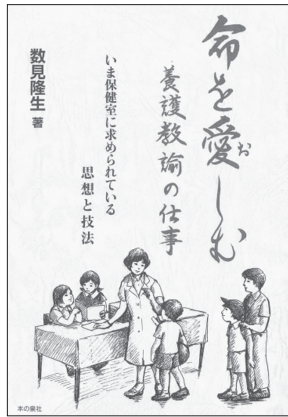 命を愛しむ
お
養護教諭の仕事
いま保健室に求められている
思想と技法
数見隆生 著
本の泉社